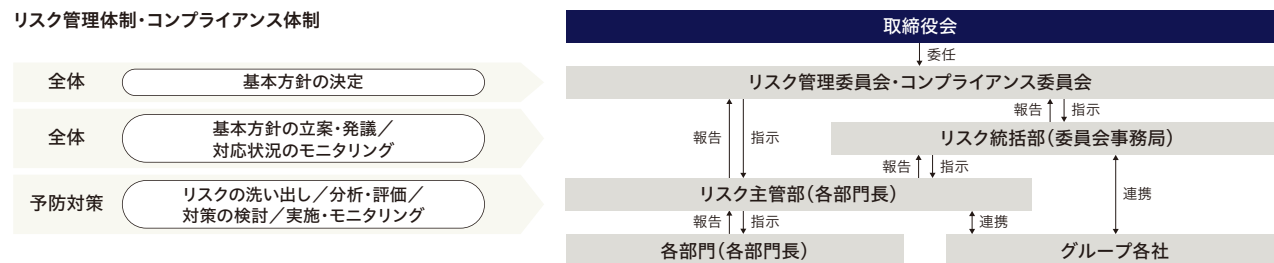 リスク管理体制・コンプライアンス体制
全体
基本方針の決定
全体
基本方針の立案・発議／
対応状況のモニタリング
予防対策
リスクの洗い出し／分析・評価／
対策の検討／実施・モニタリング
取締役会
委任
リスク管理委員会・コンプライアンス委員会
報告
指示
報告
指示
リスク統括部（委員会事務局）
報告
指示
リスク主管部（各部門長）
連携
報告
指示
連携
各部門（各部門長）
グループ各社